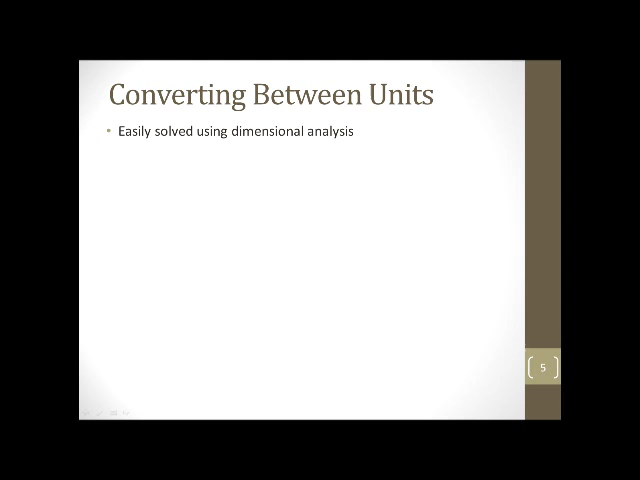 Converting Between Units
• Easily solved using dimensional analysis
5